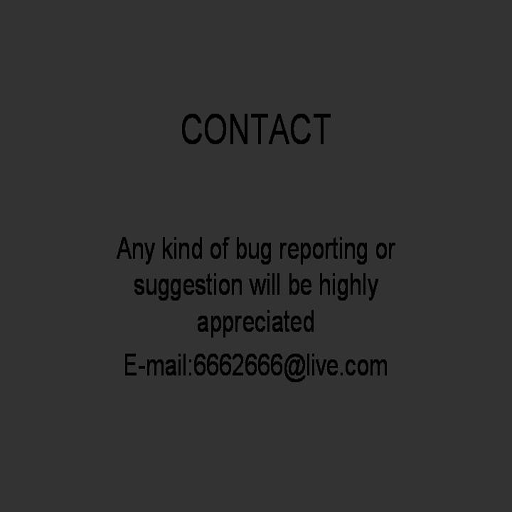 CONTACT
Any kind of bug reporting or
suggestion will be highly
appreciated
E-mail:6662666@live.com